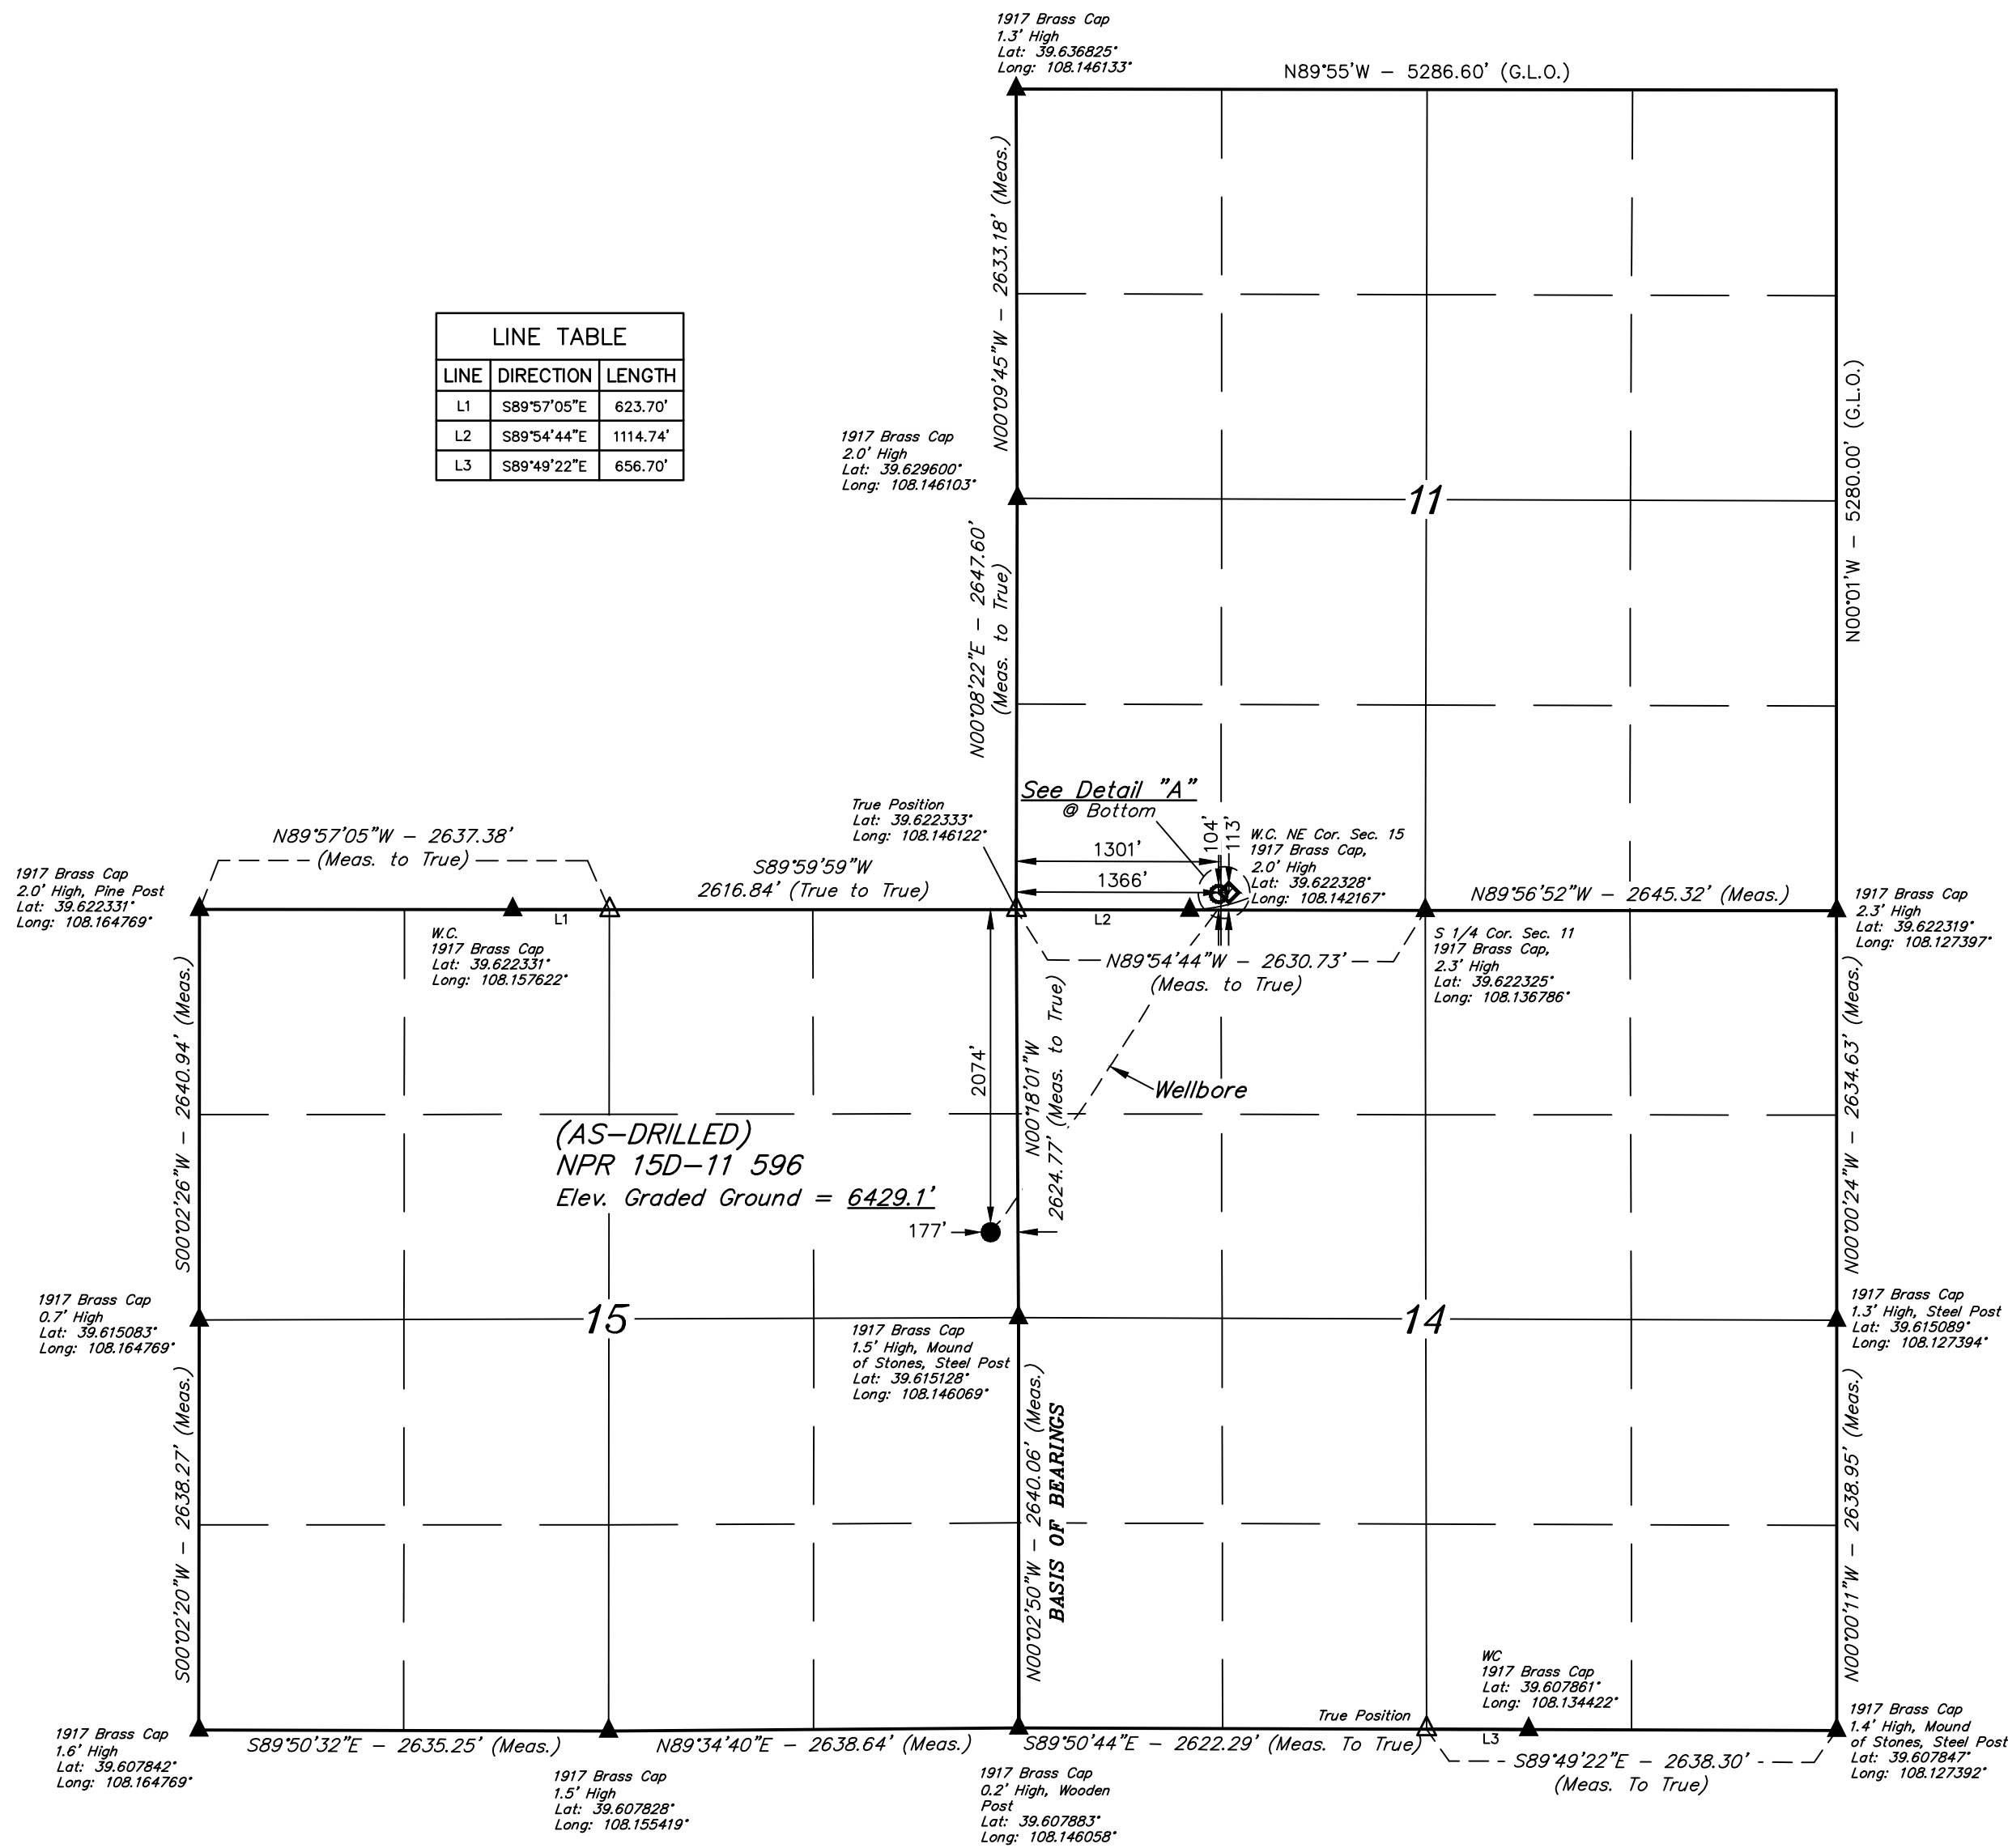 1917 Brass Cap
1.3' High
Lat: 39.636825°
Long: 108.146133°
N89°55'W – 5286.60' (G.L.O.)
N00°09'45"W – 2633.18' (Meas.)
LINE TABLE
LINE DIRECTION LENGTH
L1 S89°57'05"E 623.70'
L2 S89°54'44"E 1114.74'
L3 S89°49'22"E 656.70'
1917 Brass Cap
2.0' High
Lat: 39.629600°
Long: 108.146103°
11
N00°01'W – 5280.00' (G.L.O.)
N00°08'22"E – 2647.60'
(Meas. to True)
See Detail "A"
@ Bottom
True Position
Lat: 39.622333°
Long: 108.146122°
104'
113'
1301'
1366'
W.C. NE Cor. Sec. 15
1917 Brass Cap,
2.0' High
Lat: 39.622328°
Long: 108.142167°
N89°57'05"W – 2637.38'
(Meas. to True)
S89°59'59"W
2616.84' (True to True)
N89°56'52"W – 2645.32' (Meas.)
1917 Brass Cap
2.0' High, Pine Post
Lat: 39.622331°
Long: 108.164769°
1917 Brass Cap
2.3' High
Lat: 39.622319°
Long: 108.127397°
L1
L2
W.C.
1917 Brass Cap
Lat: 39.622331°
Long: 108.157622°
N89°54'44"W – 2630.73'
(Meas. to True)
S 1/4 Cor. Sec. 11
1917 Brass Cap,
2.3' High
Lat: 39.622325°
Long: 108.136786°
S00°02'26"W – 2640.94' (Meas.)
2074'
N00°18'01"W
2624.77' (Meas. to True)
Wellbore
N00°00'24"W – 2634.63' (Meas.)
(AS-DRILLED)
NPR 15D-11 596
Elev. Graded Ground = 6429.1'
177'
1917 Brass Cap
0.7' High
Lat: 39.615083°
Long: 108.164769°
15
1917 Brass Cap
1.5' High, Mound
of Stones, Steel Post
Lat: 39.615128°
Long: 108.146069°
14
1917 Brass Cap
1.3' High, Steel Post
Lat: 39.615089°
Long: 108.127394°
S00°02'20"W – 2638.27' (Meas.)
N00°02'50"W – 2640.06' (Meas.)
BASIS OF BEARINGS
N00°00'11"W – 2638.95' (Meas.)
WC
1917 Brass Cap
Lat: 39.607861°
Long: 108.134422°
True Position
L3
1917 Brass Cap
1.6' High
Lat: 39.607842°
Long: 108.164769°
S89°50'32"E – 2635.25' (Meas.)
N89°34'40"E – 2638.64' (Meas.)
S89°50'44"E – 2622.29' (Meas. To True)
S89°49'22"E – 2638.30'
(Meas. To True)
1917 Brass Cap
1.4' High, Mound
of Stones, Steel Post
Lat: 39.607847°
Long: 108.127392°
1917 Brass Cap
1.5' High
Lat: 39.607828°
Long: 108.155419°
1917 Brass Cap
0.2' High, Wooden
Post
Lat: 39.607883°
Long: 108.146058°